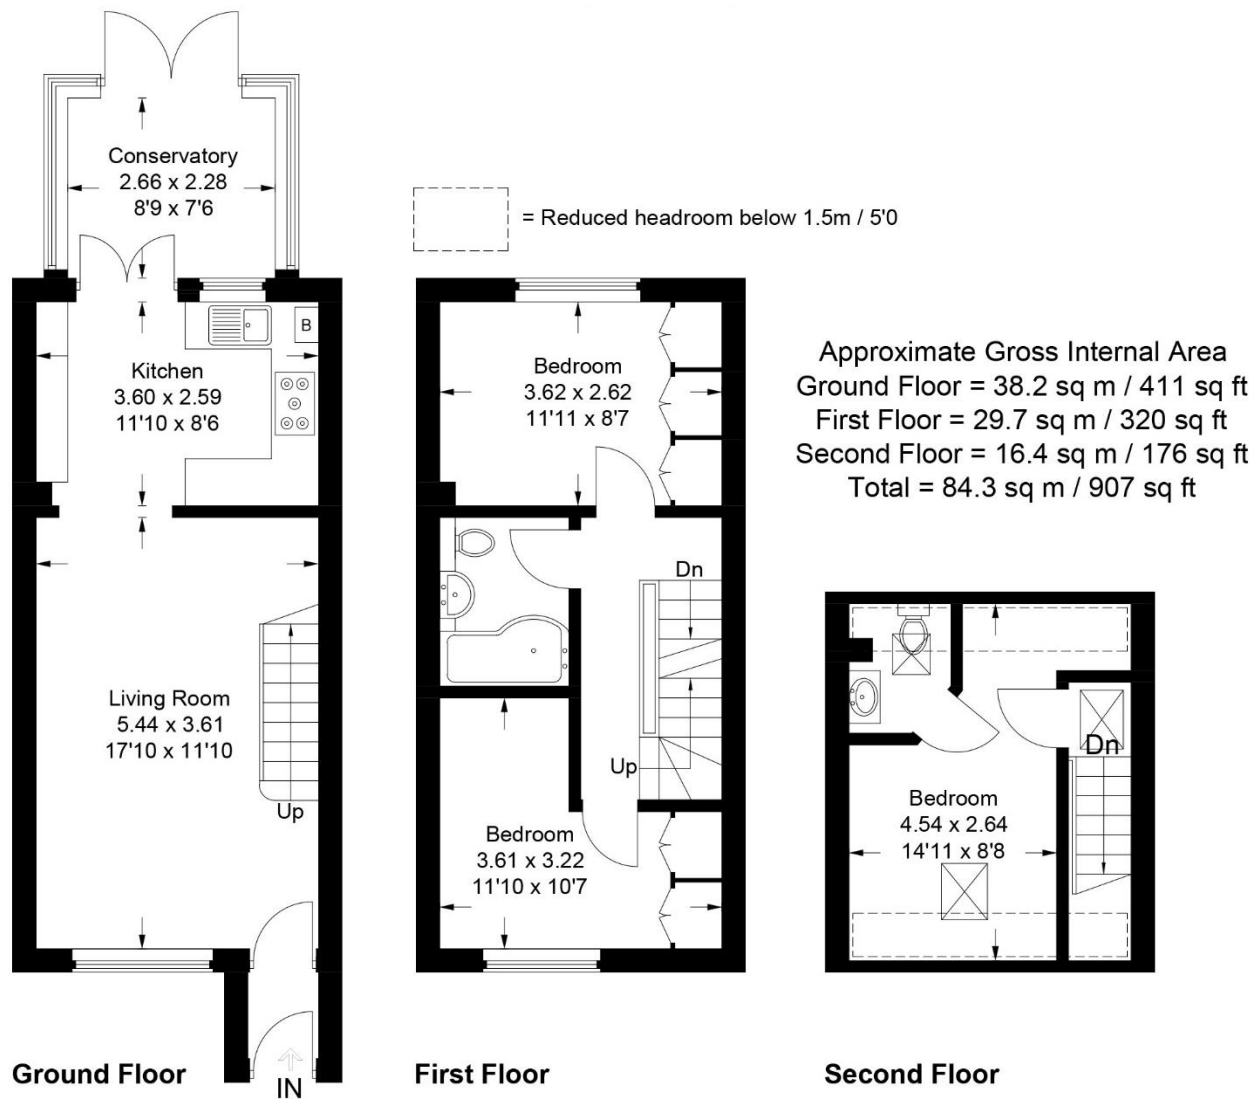 Conservatory
2.66 x 2.28
8'9 x 7'6
= Reduced headroom below 1.5m / 5'0
Kitchen
3.60 x 2.59
11'10 x 8'6
B
Living Room
5.44 x 3.61
17'10 x 11'10
Up
IN
Ground Floor
Bedroom
3.62 x 2.62
11'11 x 8'7
Dn
Up
Bedroom
3.61 x 3.22
11'10 x 10'7
First Floor
Approximate Gross Internal Area
Ground Floor = 38.2 sq m / 411 sq ft
First Floor = 29.7 sq m / 320 sq ft
Second Floor = 16.4 sq m / 176 sq ft
Total = 84.3 sq m / 907 sq ft
Dn
Bedroom
4.54 x 2.64
14'11 x 8'8
Second Floor